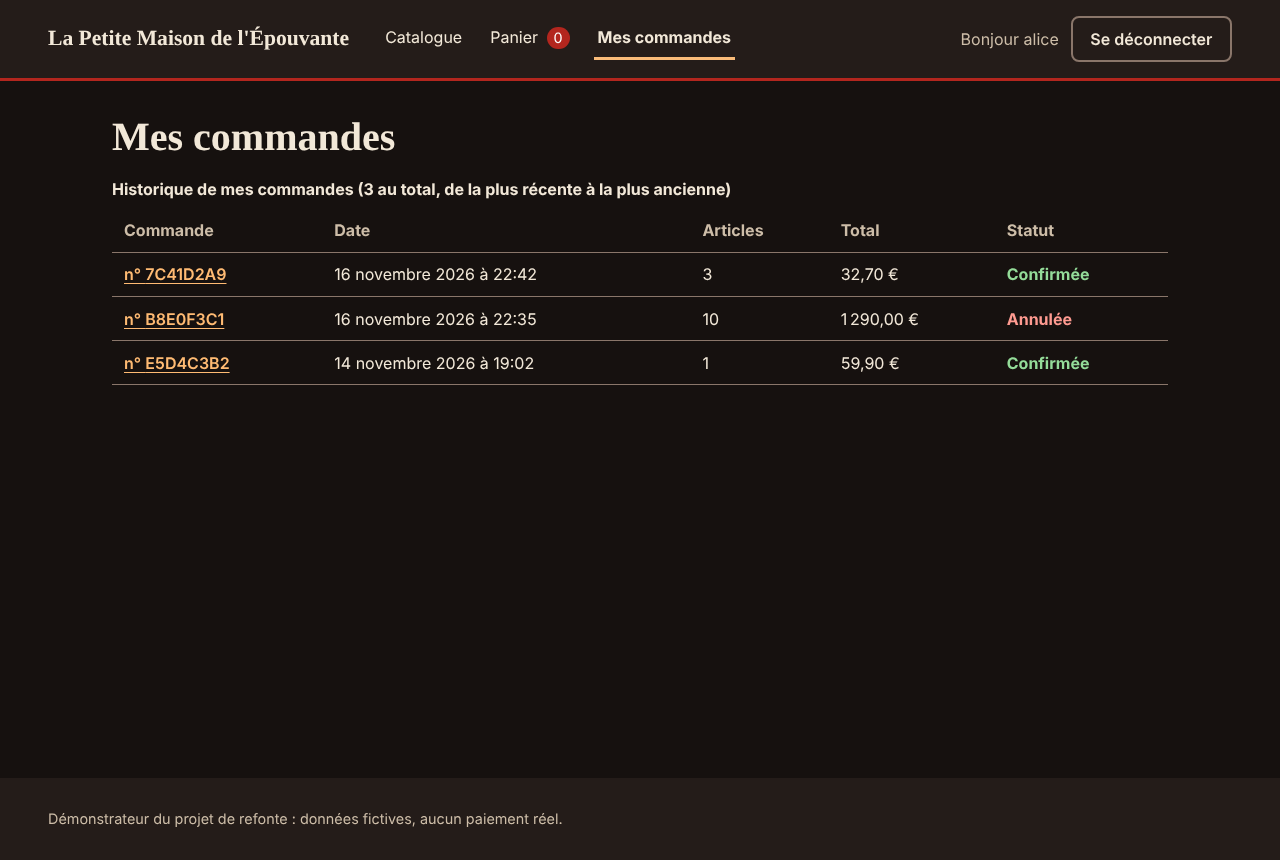 La Petite Maison de l'Épouvante Catalogue Panier 0 Mes commandes Bonjour alice Se déconnecter
Mes commandes
Historique de mes commandes (3 au total, de la plus récente à la plus ancienne)
Commande Date Articles Total Statut
n° 7C41D2A9 16 novembre 2026 à 22:42 3 32,70 € Confirmée
n° B8E0F3C1 16 novembre 2026 à 22:35 10 1 290,00 € Annulée
n° E5D4C3B2 14 novembre 2026 à 19:02 1 59,90 € Confirmée
Démonstrateur du projet de refonte : données fictives, aucun paiement réel.